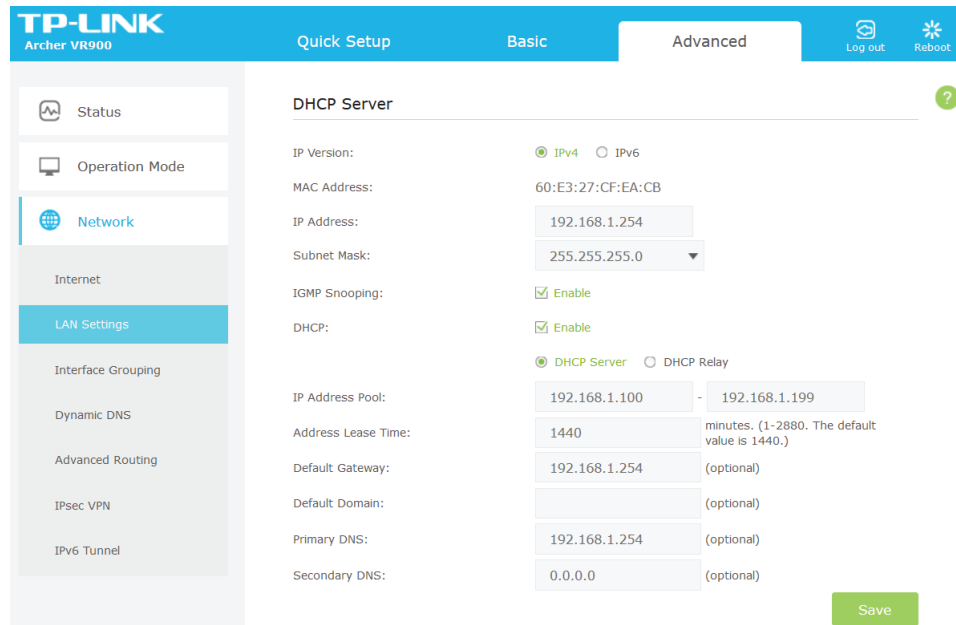 TP-LINK
Archer VR900
Quick Setup
Basic
Advanced
Log out
Reboot
Status
Operation Mode
Network
Internet
LAN Settings
Interface Grouping
Dynamic DNS
Advanced Routing
IPsec VPN
IPv6 Tunnel
DHCP Server
?
IP Version: IPv4 IPv6
MAC Address: 60:E3:27:CF:EA:CB
IP Address: 192.168.1.254
Subnet Mask: 255.255.255.0
IGMP Snooping: Enable
DHCP: Enable
DHCP Server DHCP Relay
IP Address Pool: 192.168.1.100 - 192.168.1.199
Address Lease Time: 1440 minutes. (1-2880. The default
value is 1440.)
Default Gateway: 192.168.1.254 (optional)
Default Domain: (optional)
Primary DNS: 192.168.1.254 (optional)
Secondary DNS: 0.0.0.0 (optional)
Save